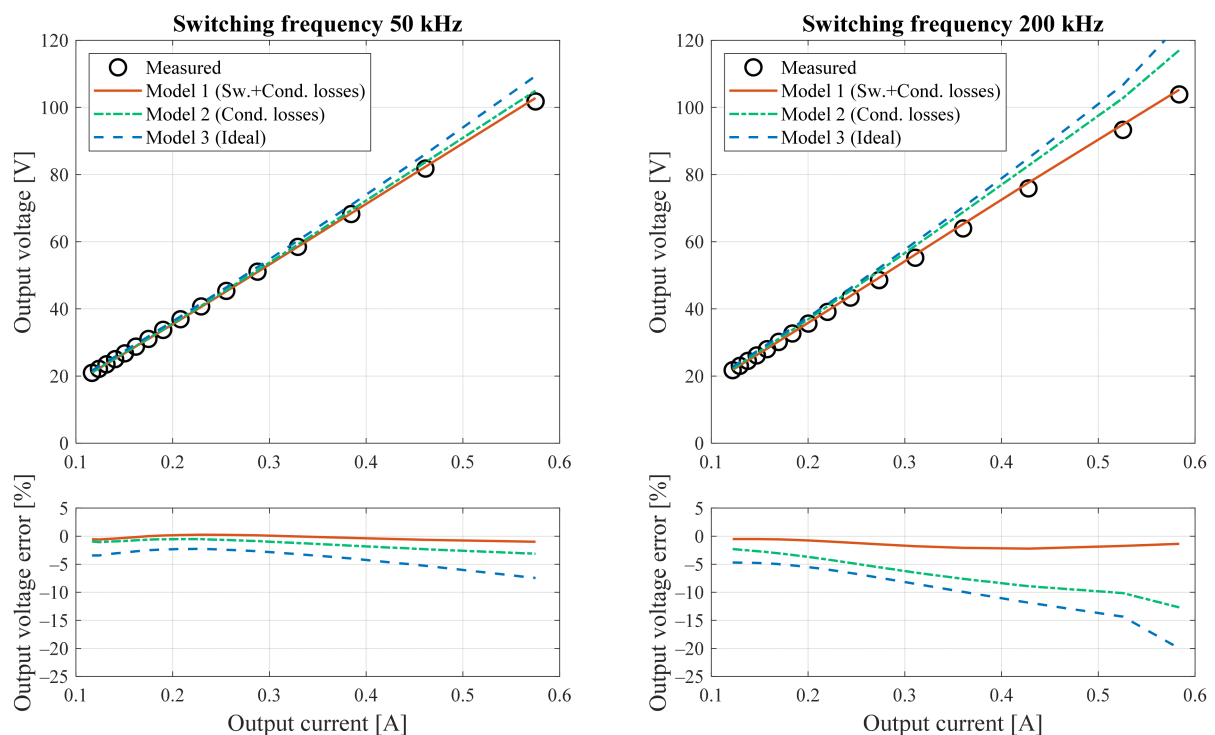 Switching frequency 50 kHz
120
100
80
60
40
20
0
Output voltage [V]
Measured
Model 1 (Sw.+Cond. losses)
Model 2 (Cond. losses)
Model 3 (Ideal)
0.1 0.2 0.3 0.4 0.5 0.6
5
0
−5
−10
−15
−20
−25
Output voltage error [%]
0.1 0.2 0.3 0.4 0.5 0.6
Output current [A]
Switching frequency 200 kHz
120
100
80
60
40
20
0
Output voltage [V]
Measured
Model 1 (Sw.+Cond. losses)
Model 2 (Cond. losses)
Model 3 (Ideal)
0.1 0.2 0.3 0.4 0.5 0.6
5
0
−5
−10
−15
−20
−25
Output voltage error [%]
0.1 0.2 0.3 0.4 0.5 0.6
Output current [A]